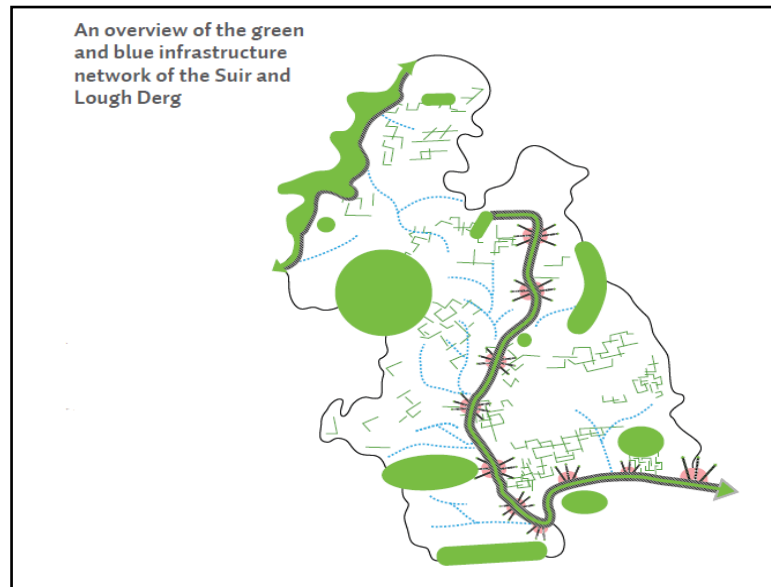 An overview of the green
and blue infrastructure
network of the Suir and
Lough Derg